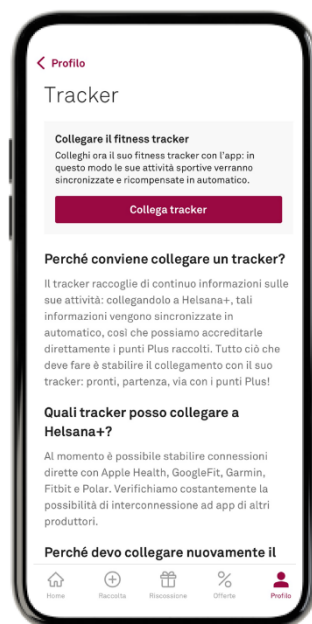 Profilo
Tracker
Collegare il fitness tracker
Colleghi ora il suo fitness tracker con l'app: in
questo modo le sue attività sportive verranno
sincronizzate e ricompensate in automatico.
Collega tracker
Perché conviene collegare un tracker?
Il tracker raccoglie di continuo informazioni sulle
sue attività: collegandolo a Helsana+, tali
informazioni vengono sincronizzate in
automatico, così che possiamo accreditarle
direttamente i punti Plus raccolti. Tutto ciò che
deve fare è stabilire il collegamento con il suo
tracker: pronti, partenza, via con i punti Plus!
Quali tracker posso collegare a
Helsana+?
Al momento è possibile stabilire connessioni
dirette con Apple Health, GoogleFit, Garmin,
Fitbit e Polar. Verifichiamo costantemente la
possibilità di interconnessione ad app di altri
produttori.
Perché devo collegare nuovamente il
Home Raccolta Riscossione Offerte Profilo